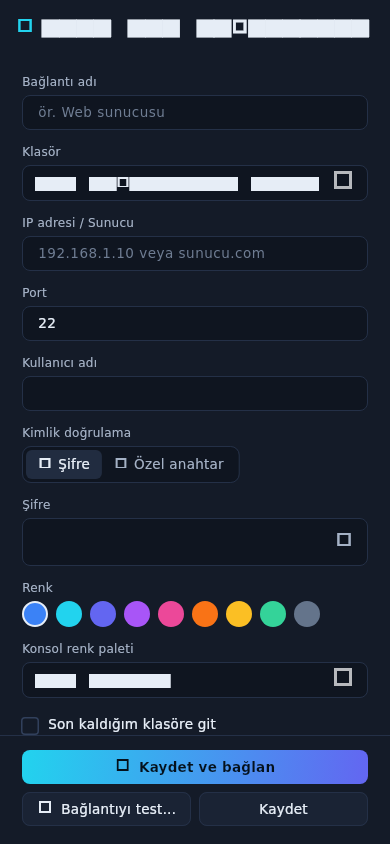 Bağlantı adı
ör. Web sunucusu
Klasör
IP adresi / Sunucu
192.168.1.10 veya sunucu.com
Port
22
Kullanıcı adı
Kimlik doğrulama
Şifre Özel anahtar
Şifre
Renk
Konsol renk paleti
Son kaldığım klasöre git
Kaydet ve bağlan
Bağlantıyı test... Kaydet